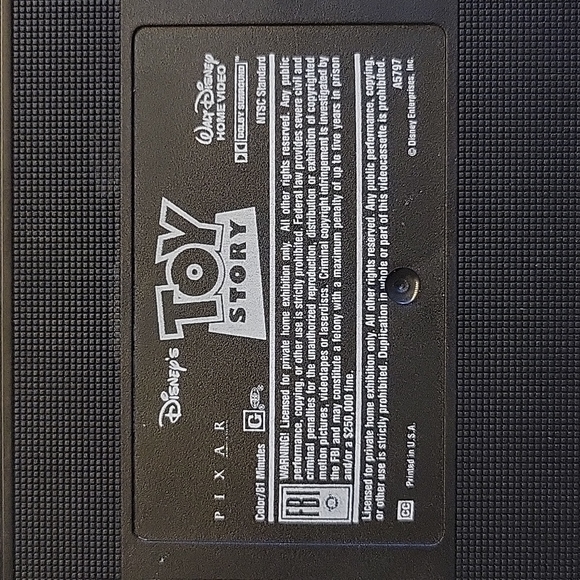 DISNEY'S
TOY
STORY
PIXAR
WALT DISNEY
HOME VIDEO
DOLBY SURROUND
G
Color/81 Minutes
NTSC Standard
FBI
WARNING! Licensed for private home exhibition only. All other rights reserved. Any public
performance, copying, or other use is strictly prohibited. Federal law provides severe civil and
criminal penalties for the unauthorized reproduction, distribution or exhibition of copyrighted
motion pictures, videotapes or laserdiscs. Criminal copyright infringement is investigated by
the FBI and may constitute a felony with a maximum penalty of up to five years in prison
and/or a $250,000 fine.
Licensed for private home exhibition only. All other rights reserved. Any public performance, copying,
or other use is strictly prohibited. Duplication in whole or part of this videocassette is prohibited.
A5797
CC
Printed in U.S.A.
© Disney Enterprises, Inc.